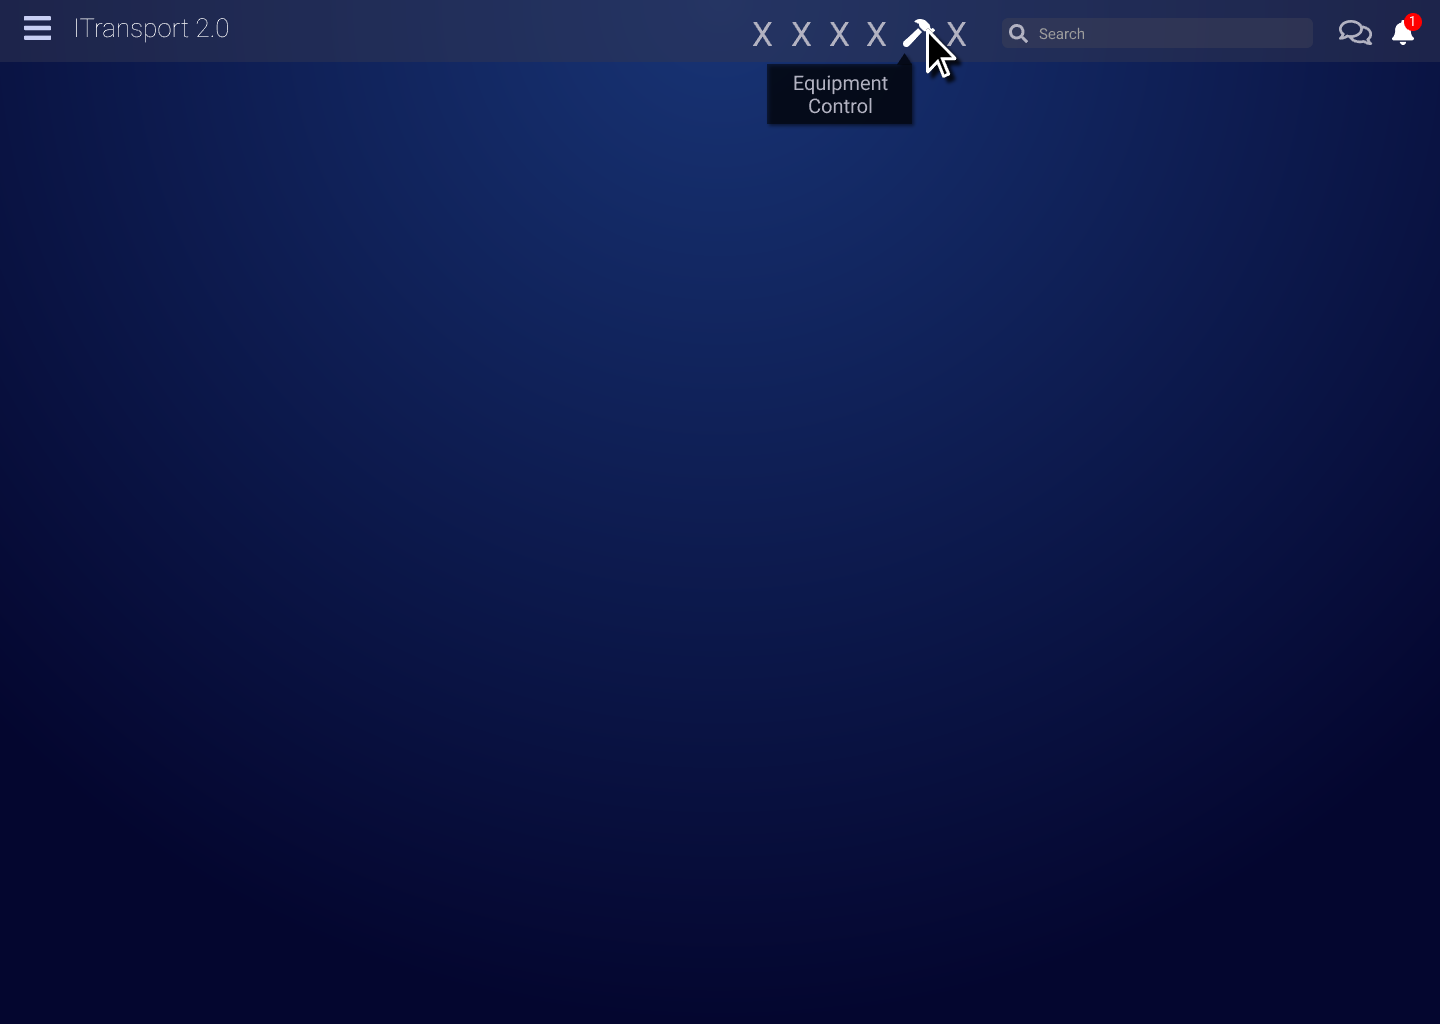 ITransport 2.0
X X X X X
Search
1
Equipment
Control